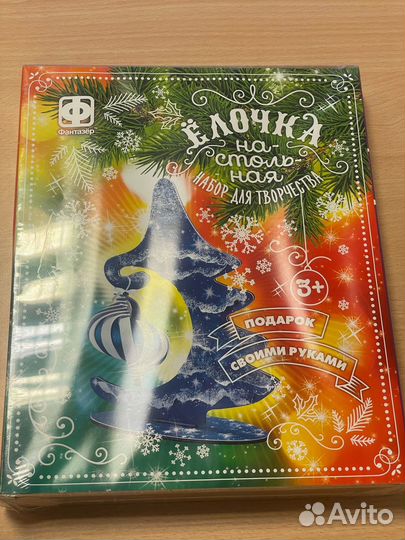 Фантазёр
ЁЛОЧКА
НА-
СТОЛЬ-
НАЯ
НАБОР ДЛЯ ТВОРЧЕСТВА
3+
ПОДАРОК
СВОИМИ РУКАМИ
Avito